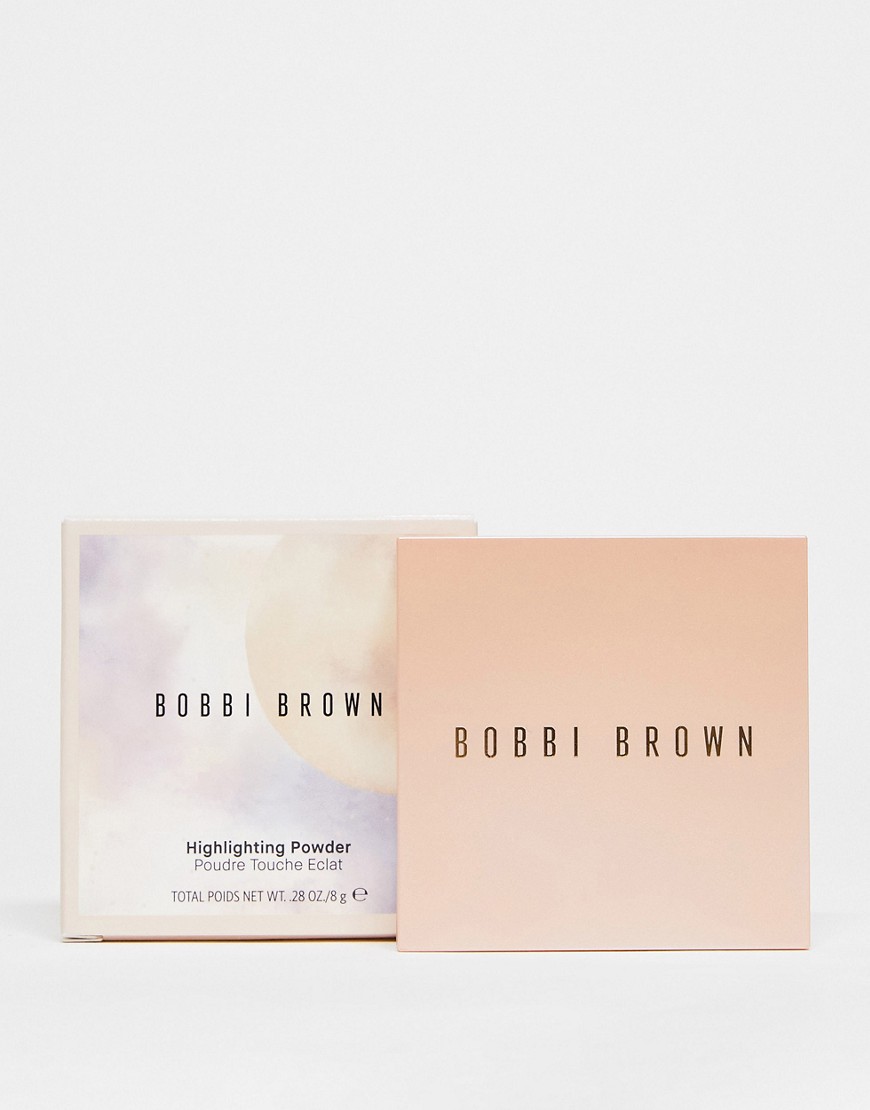 BOBBI BROWN
Highlighting Powder
Poudre Touche Eclat
TOTAL POIDS NET WT. .28 OZ./8 g ℮
BOBBI BROWN